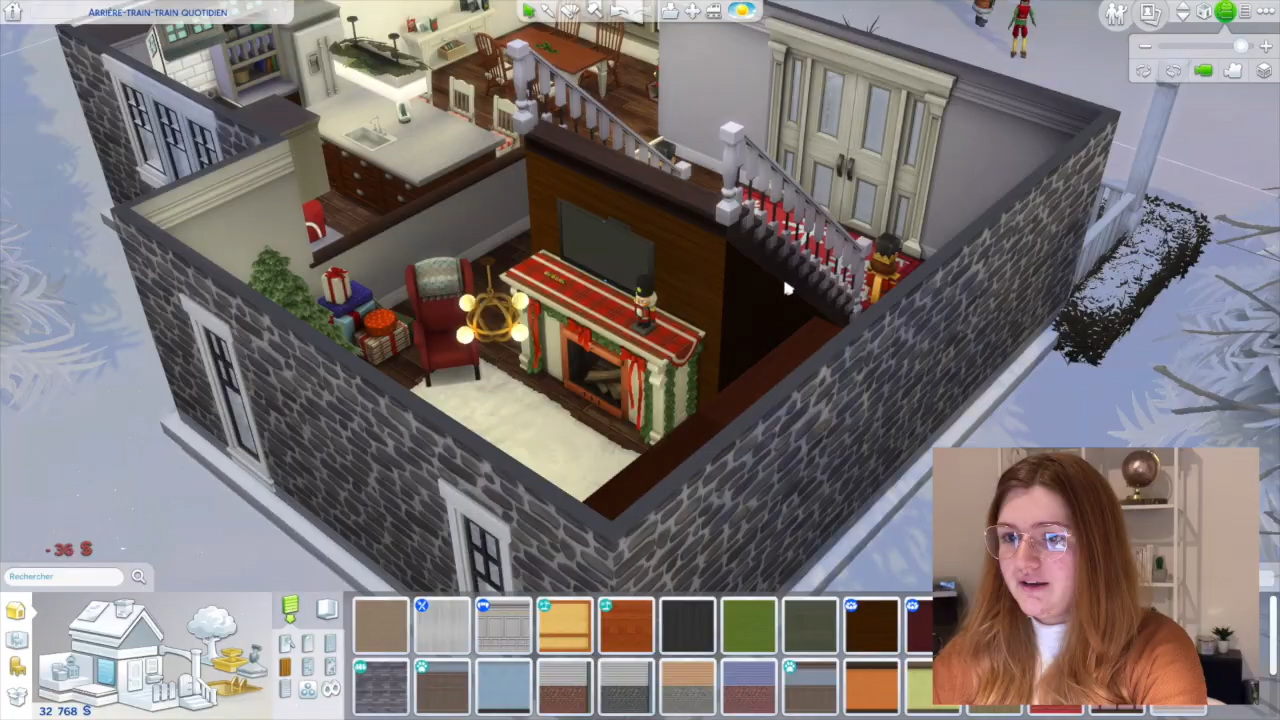 ARRIÈRE-TRAIN-TRAIN QUOTIDIEN
- 36 $
Rechercher
32 768 $